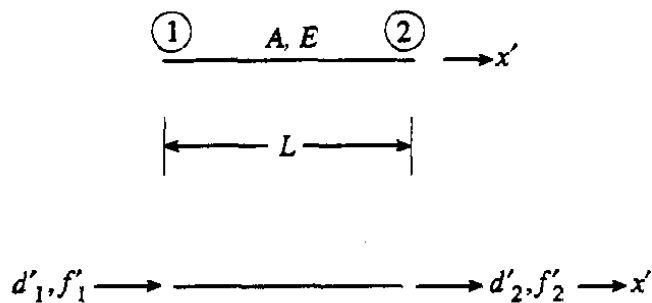 ① A, E ② x′
L
d′₁, f′₁ d′₂, f′₂ x′